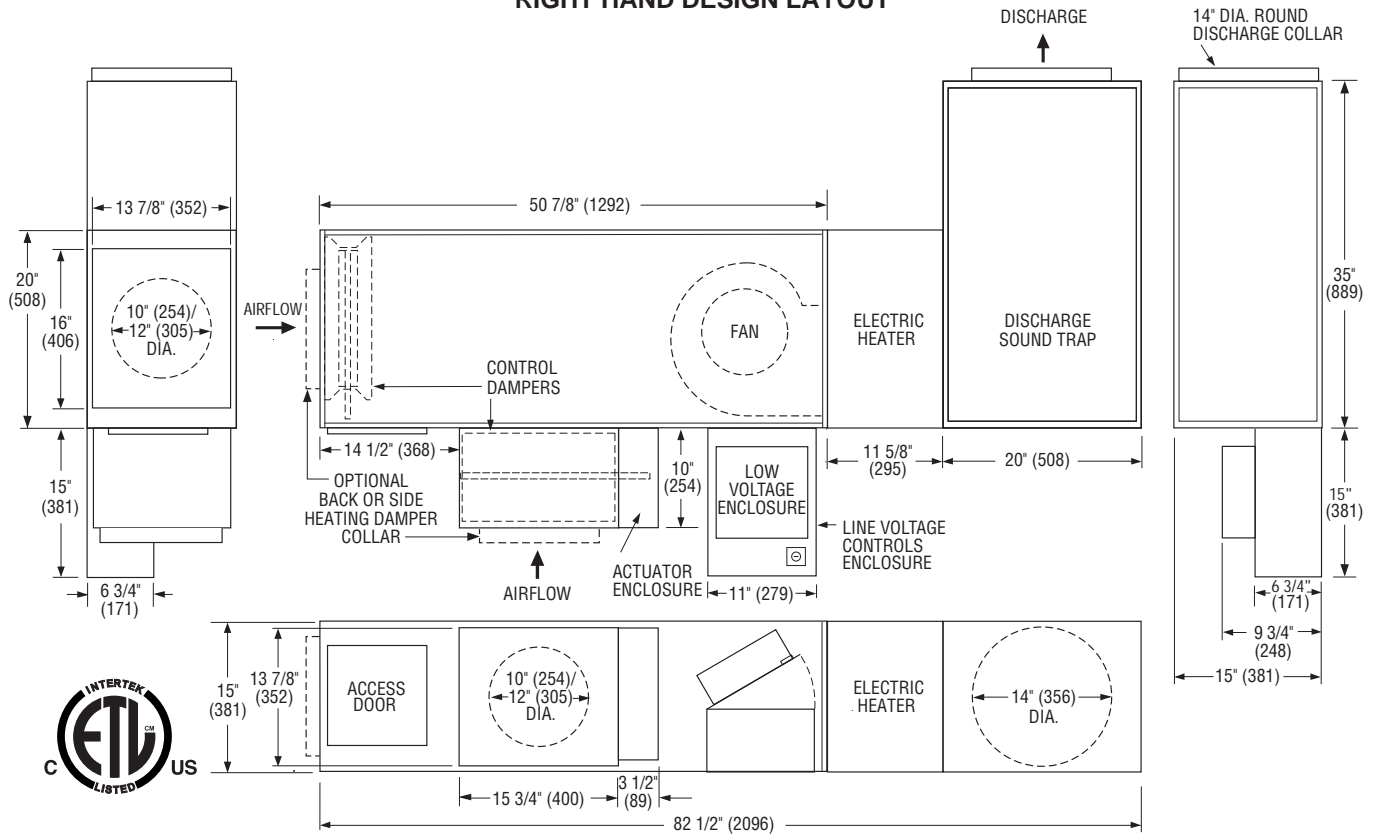 RIGHT HAND DESIGN LAYOUT
DISCHARGE
14" DIA. ROUND
DISCHARGE COLLAR
13 7/8" (352)
50 7/8" (1292)
20"
(508)
16"
(406)
10" (254)/
12" (305)
DIA.
AIRFLOW
FAN
ELECTRIC
HEATER
DISCHARGE
SOUND TRAP
35"
(889)
CONTROL
DAMPERS
14 1/2" (368)
10"
(254)
LOW
VOLTAGE
ENCLOSURE
11 5/8"
(295)
20" (508)
15"
(381)
OPTIONAL
BACK OR SIDE
HEATING DAMPER
COLLAR
LINE VOLTAGE
CONTROLS
ENCLOSURE
15"
(381)
ACTUATOR
ENCLOSURE
AIRFLOW
11" (279)
6 3/4"
(171)
6 3/4"
(171)
9 3/4"
(248)
15" (381)
15"
(381)
13 7/8"
(352)
ACCESS
DOOR
10" (254)/
12" (305)
DIA.
ELECTRIC
HEATER
14" (356)
DIA.
INTERTEK
ETL
CM
C
US
LISTED
15 3/4" (400)
3 1/2"
(89)
82 1/2" (2096)